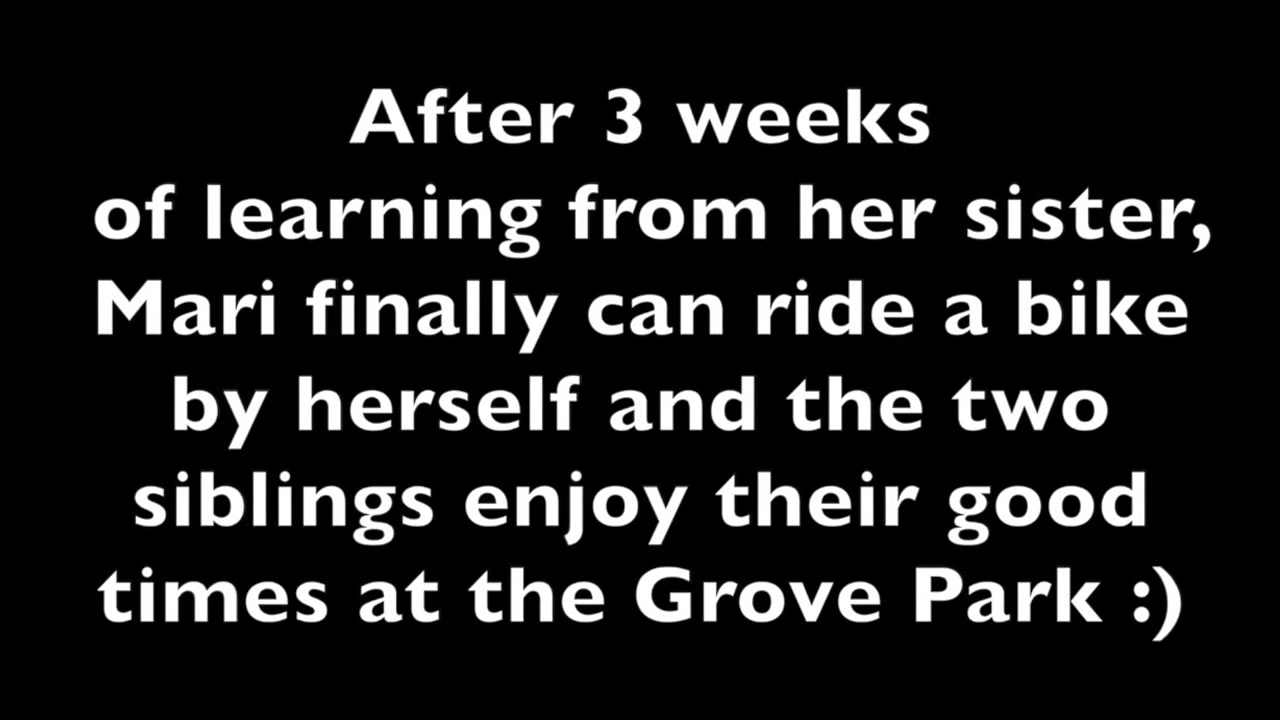 After 3 weeks
of learning from her sister,
Mari finally can ride a bike
by herself and the two
siblings enjoy their good
times at the Grove Park :)